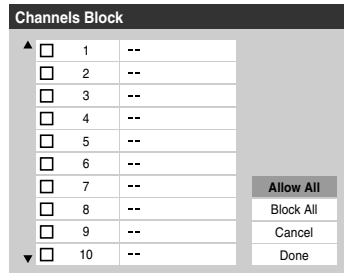 Channels Block
1 --
2 --
3 --
4 --
5 --
6 --
7 --
8 --
9 --
10 --
Allow All
Block All
Cancel
Done